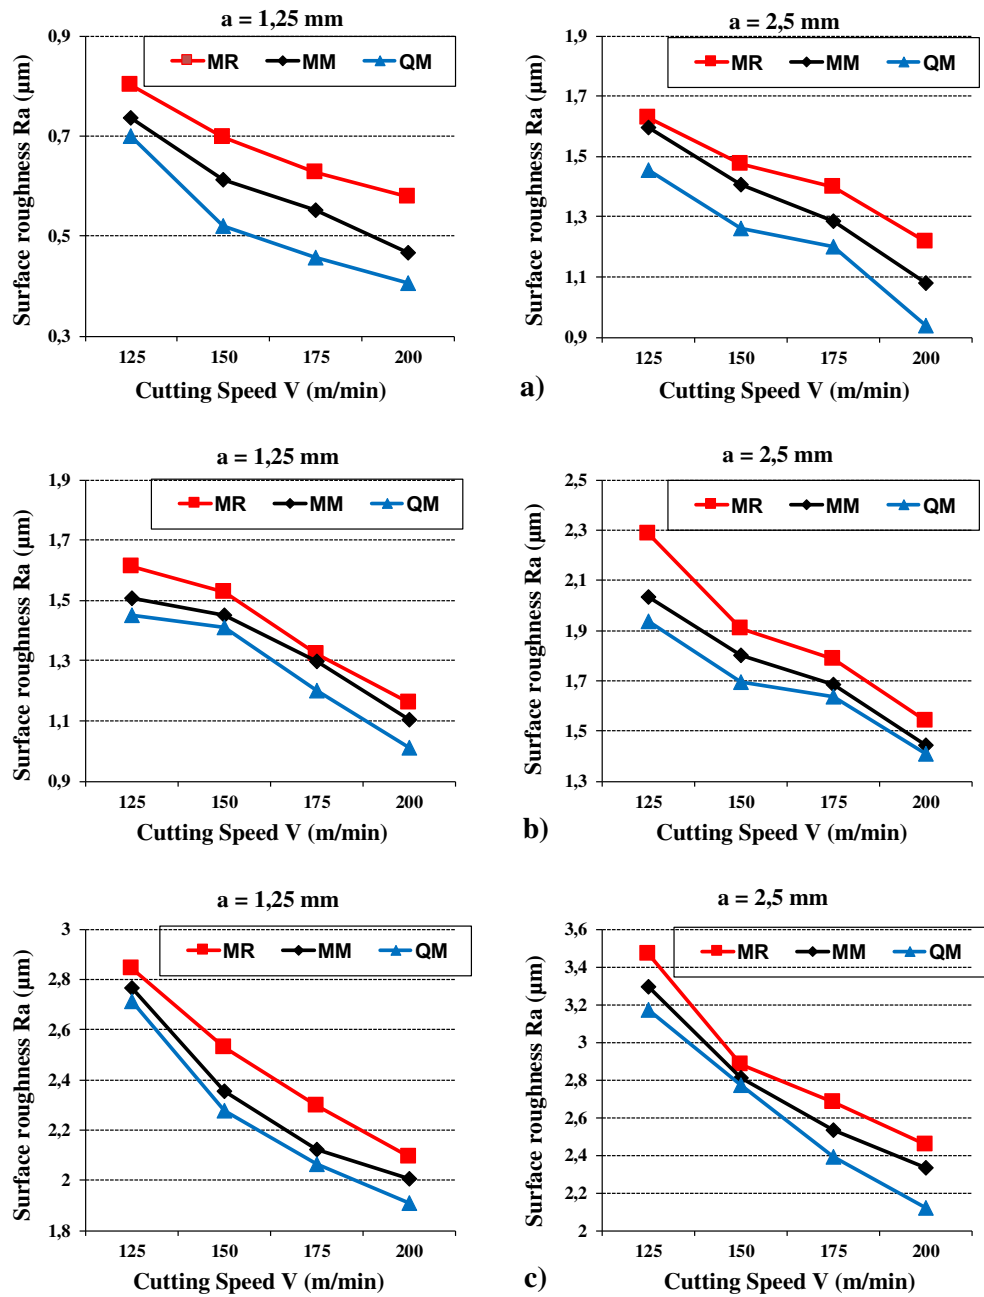 a = 1,25 mm
MR MM QM
Surface roughness Ra (µm)
0,9
0,7
0,5
0,3
125 150 175 200
Cutting Speed V (m/min)
a = 2,5 mm
MR MM QM
Surface roughness Ra (µm)
1,9
1,7
1,5
1,3
1,1
0,9
125 150 175 200
Cutting Speed V (m/min)
a)
a = 1,25 mm
MR MM QM
Surface roughness Ra (µm)
1,9
1,7
1,5
1,3
1,1
0,9
125 150 175 200
Cutting Speed V (m/min)
a = 2,5 mm
MR MM QM
Surface roughness Ra (µm)
2,5
2,3
2,1
1,9
1,7
1,5
1,3
125 150 175 200
Cutting Speed V (m/min)
b)
a = 1,25 mm
MR MM QM
Surface roughness Ra (µm)
3
2,8
2,6
2,4
2,2
2
1,8
125 150 175 200
Cutting Speed V (m/min)
a = 2,5 mm
MR MM QM
Surface roughness Ra (µm)
3,6
3,4
3,2
3
2,8
2,6
2,4
2,2
2
125 150 175 200
Cutting Speed V (m/min)
c)